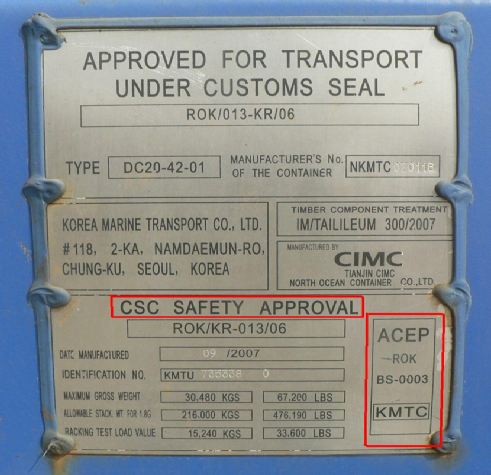 APPROVED FOR TRANSPORT
UNDER CUSTOMS SEAL
ROK/013-KR/06
TYPE DC20-42-01 MANUFACTURER'S No. OF THE CONTAINER NKMTC
KOREA MARINE TRANSPORT CO., LTD.
#118, 2-KA, NAMDAEMUN-RO,
CHUNG-KU, SEOUL, KOREA
TIMBER COMPONENT TREATMENT
IM/TAILILEUM 300/2007
MANUFACTURED BY
CIMC
TIANJIN CIMC
NORTH OCEAN CONTAINER CO.,LTD
CSC SAFETY APPROVAL
ROK/KR-013/06
DATE MANUFACTURED 09 /2007
IDENTIFICATION NO. KMTU 0
MAXIMUM GROSS WEIGHT 30,480 KGS 67,200 LBS
ALLOWABLE STACK. WT. FOR 1.8G 216,000 KGS 476,190 LBS
RACKING TEST LOAD VALUE 15,240 KGS 33,600 LBS
ACEP
ROK
BS-0003
KMTC